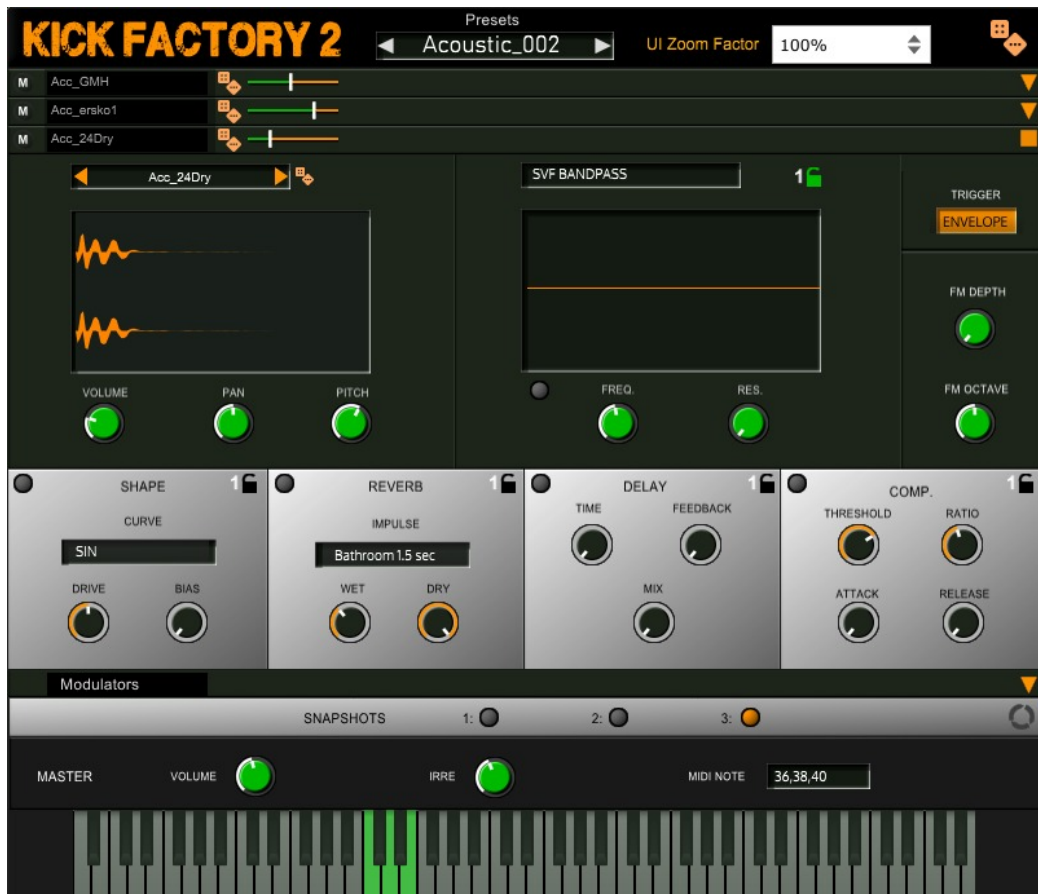 KICK FACTORY 2
Presets
Acoustic_002
UI Zoom Factor
100%
M Acc_GMH
M Acc_ersko1
M Acc_24Dry
Acc_24Dry
SVF BANDPASS
1
TRIGGER
ENVELOPE
FM DEPTH
VOLUME PAN PITCH
FREQ. RES.
FM OCTAVE
SHAPE 1
CURVE
SIN
DRIVE BIAS
REVERB 1
IMPULSE
Bathroom 1.5 sec
WET DRY
DELAY 1
TIME FEEDBACK
MIX
COMP. 1
THRESHOLD RATIO
ATTACK RELEASE
Modulators
SNAPSHOTS 1: 2: 3:
MASTER VOLUME IRRE MIDI NOTE 36,38,40